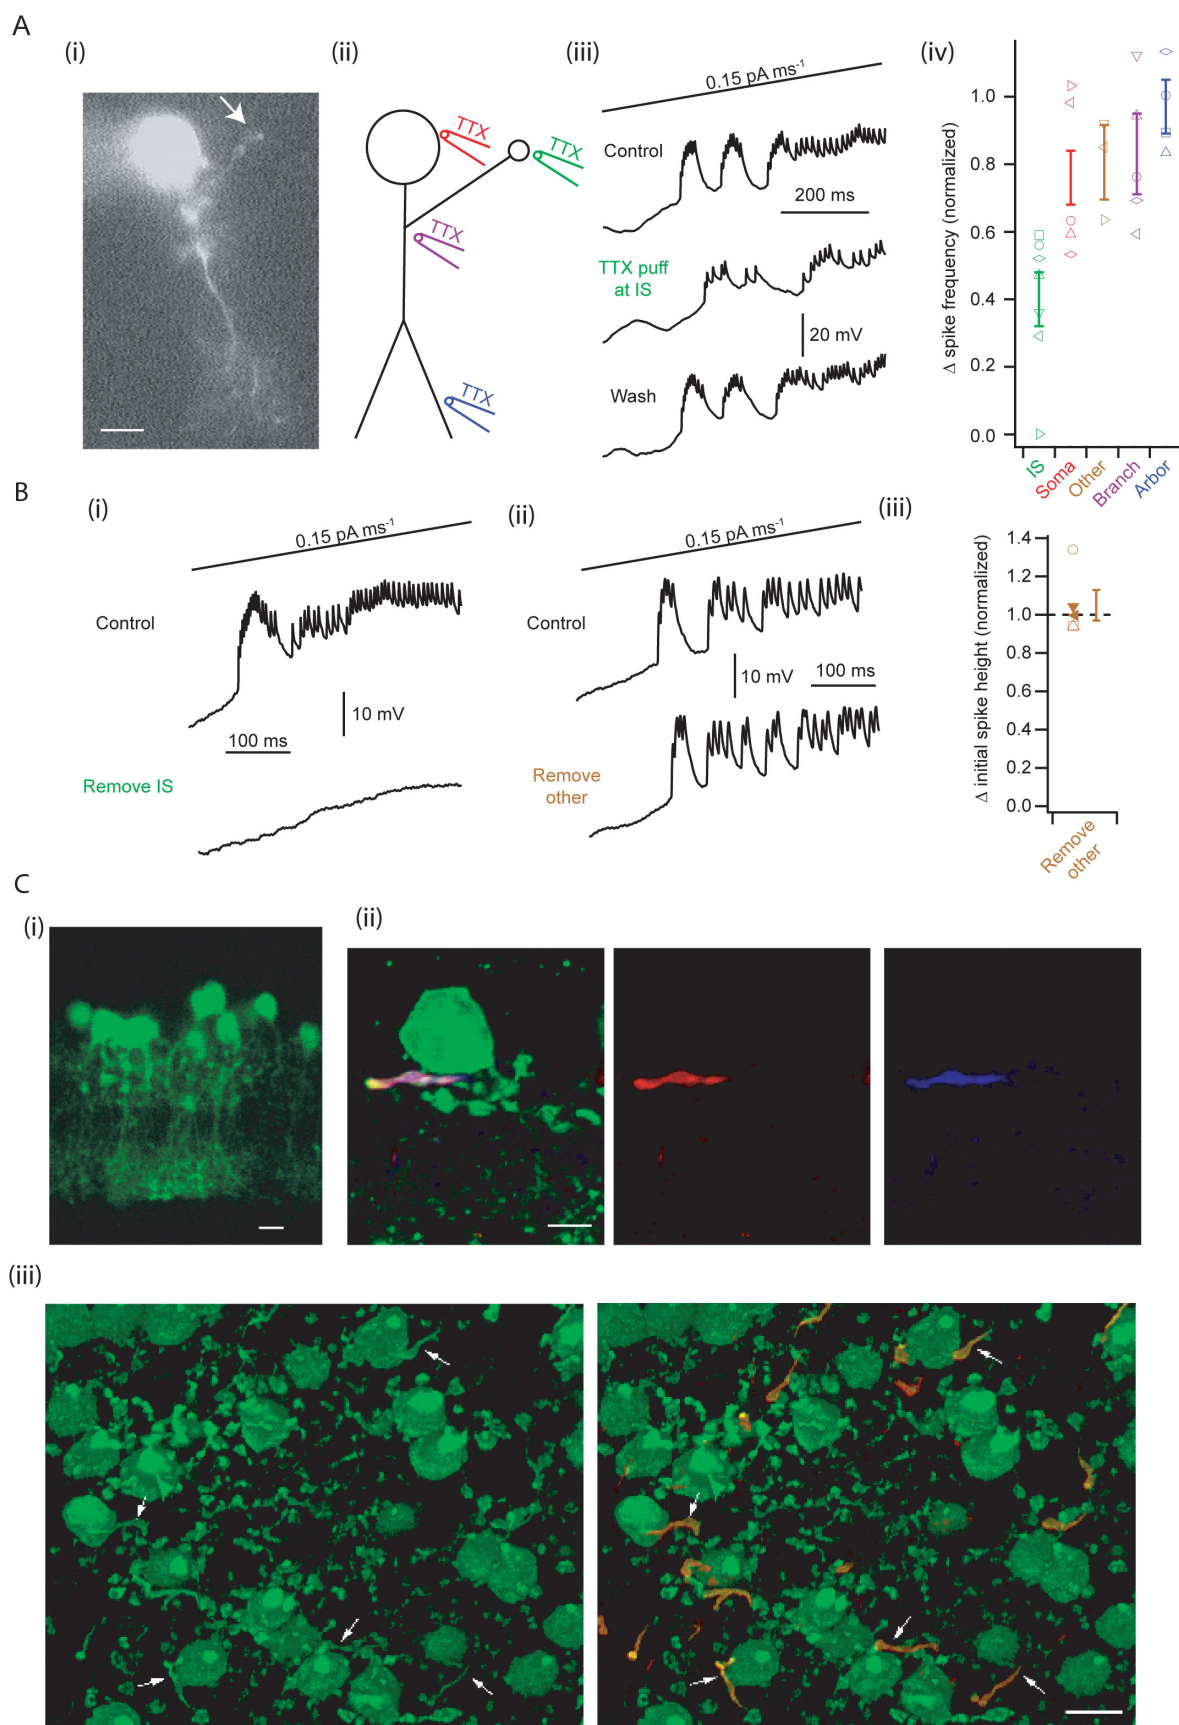 A
(i)
(ii)
TTX
TTX
TTX
TTX
(iii)
0.15 pA ms⁻¹
Control
200 ms
TTX puff
at IS
20 mV
Wash
(iv)
Δ spike frequency (normalized)
1.0
0.8
0.6
0.4
0.2
0.0
IS
Soma
Other
Branch
Arbor
B
(i)
0.15 pA ms⁻¹
Control
10 mV
100 ms
Remove IS
(ii)
0.15 pA ms⁻¹
Control
10 mV
100 ms
Remove
other
(iii)
Δ initial spike height (normalized)
1.4
1.2
1.0
0.8
0.6
0.4
0.2
0.0
Remove
other
C
(i)
(ii)
(iii)